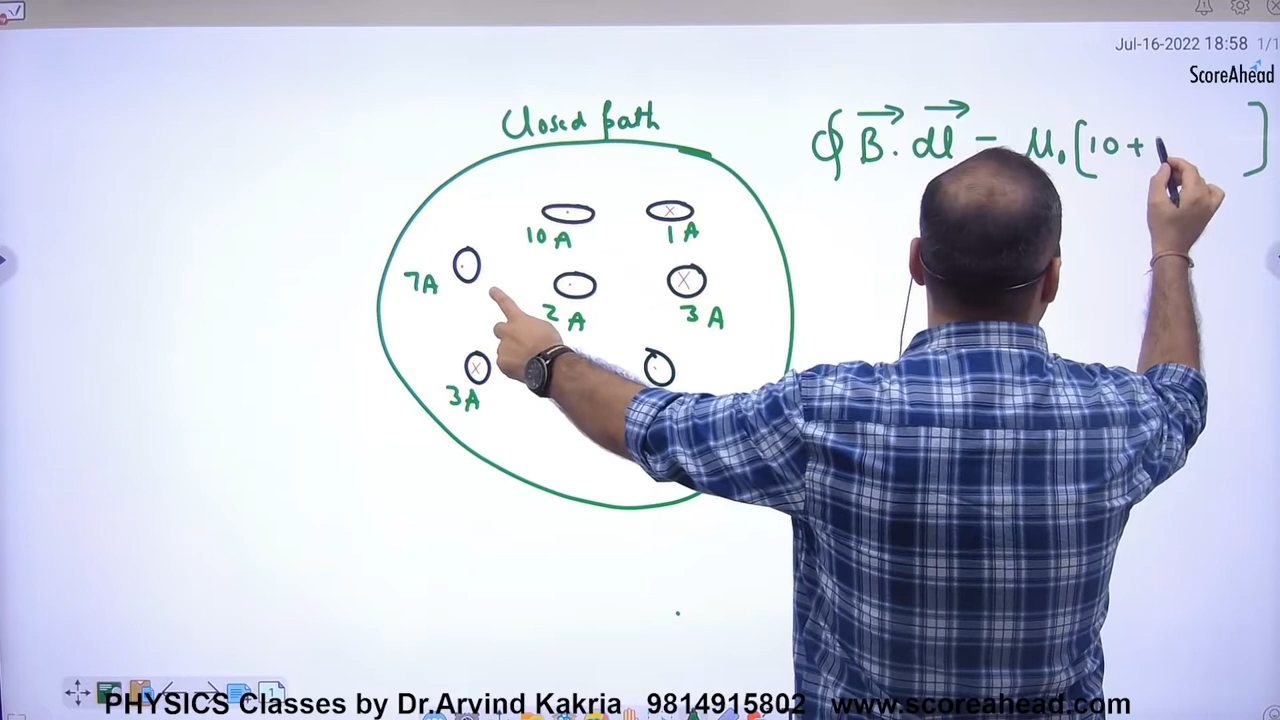 Jul-16-2022 18:58 1/1
ScoreAhead
Closed path
∮ B⃗ . dl⃗ = μ₀ [10 +          ]
10 A
1 A
7A
2 A
3 A
3A
PHYSICS Classes by Dr.Arvind Kakria 9814915802 www.scoreahead.com